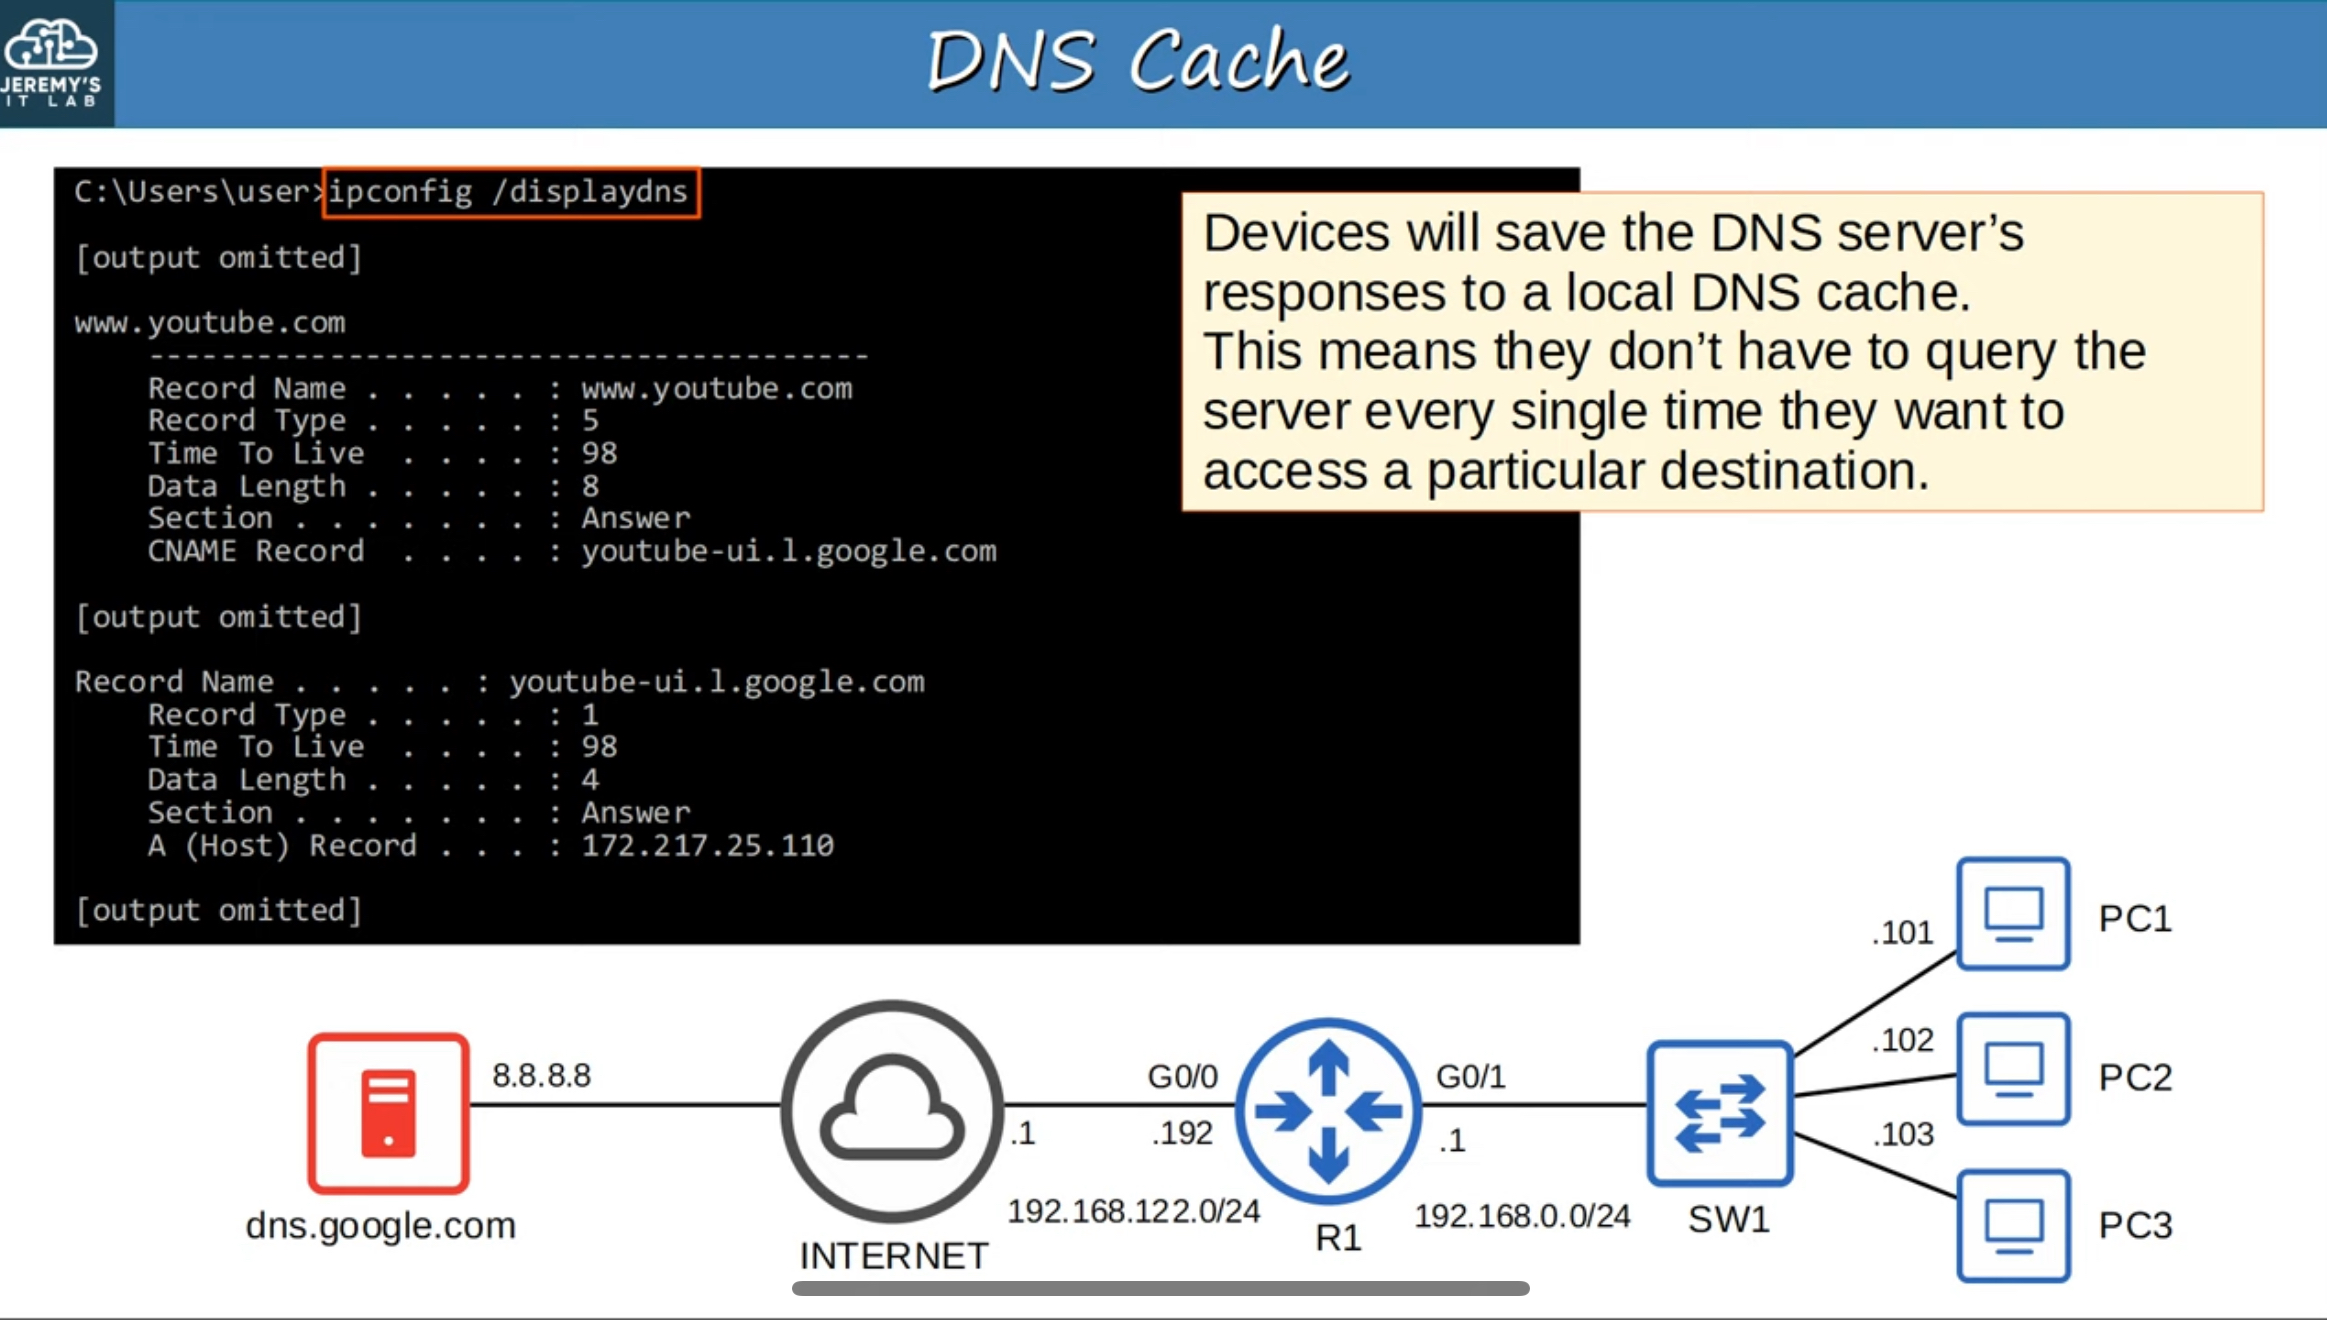 JEREMY'S
IT LAB
DNS Cache
C:\Users\user>ipconfig /displaydns
[output omitted]
www.youtube.com
----------------------------------------
Record Name . . . . . : www.youtube.com
Record Type . . . . . : 5
Time To Live  . . . . : 98
Data Length . . . . . : 8
Section . . . . . . . : Answer
CNAME Record  . . . . : youtube-ui.l.google.com
[output omitted]
Record Name . . . . . : youtube-ui.l.google.com
Record Type . . . . . : 1
Time To Live  . . . . : 98
Data Length . . . . . : 4
Section . . . . . . . : Answer
A (Host) Record . . . : 172.217.25.110
[output omitted]
Devices will save the DNS server's
responses to a local DNS cache.
This means they don't have to query the
server every single time they want to
access a particular destination.
8.8.8.8
dns.google.com
INTERNET
.1
G0/0
.192
192.168.122.0/24
R1
G0/1
.1
192.168.0.0/24
SW1
.101
PC1
.102
PC2
.103
PC3